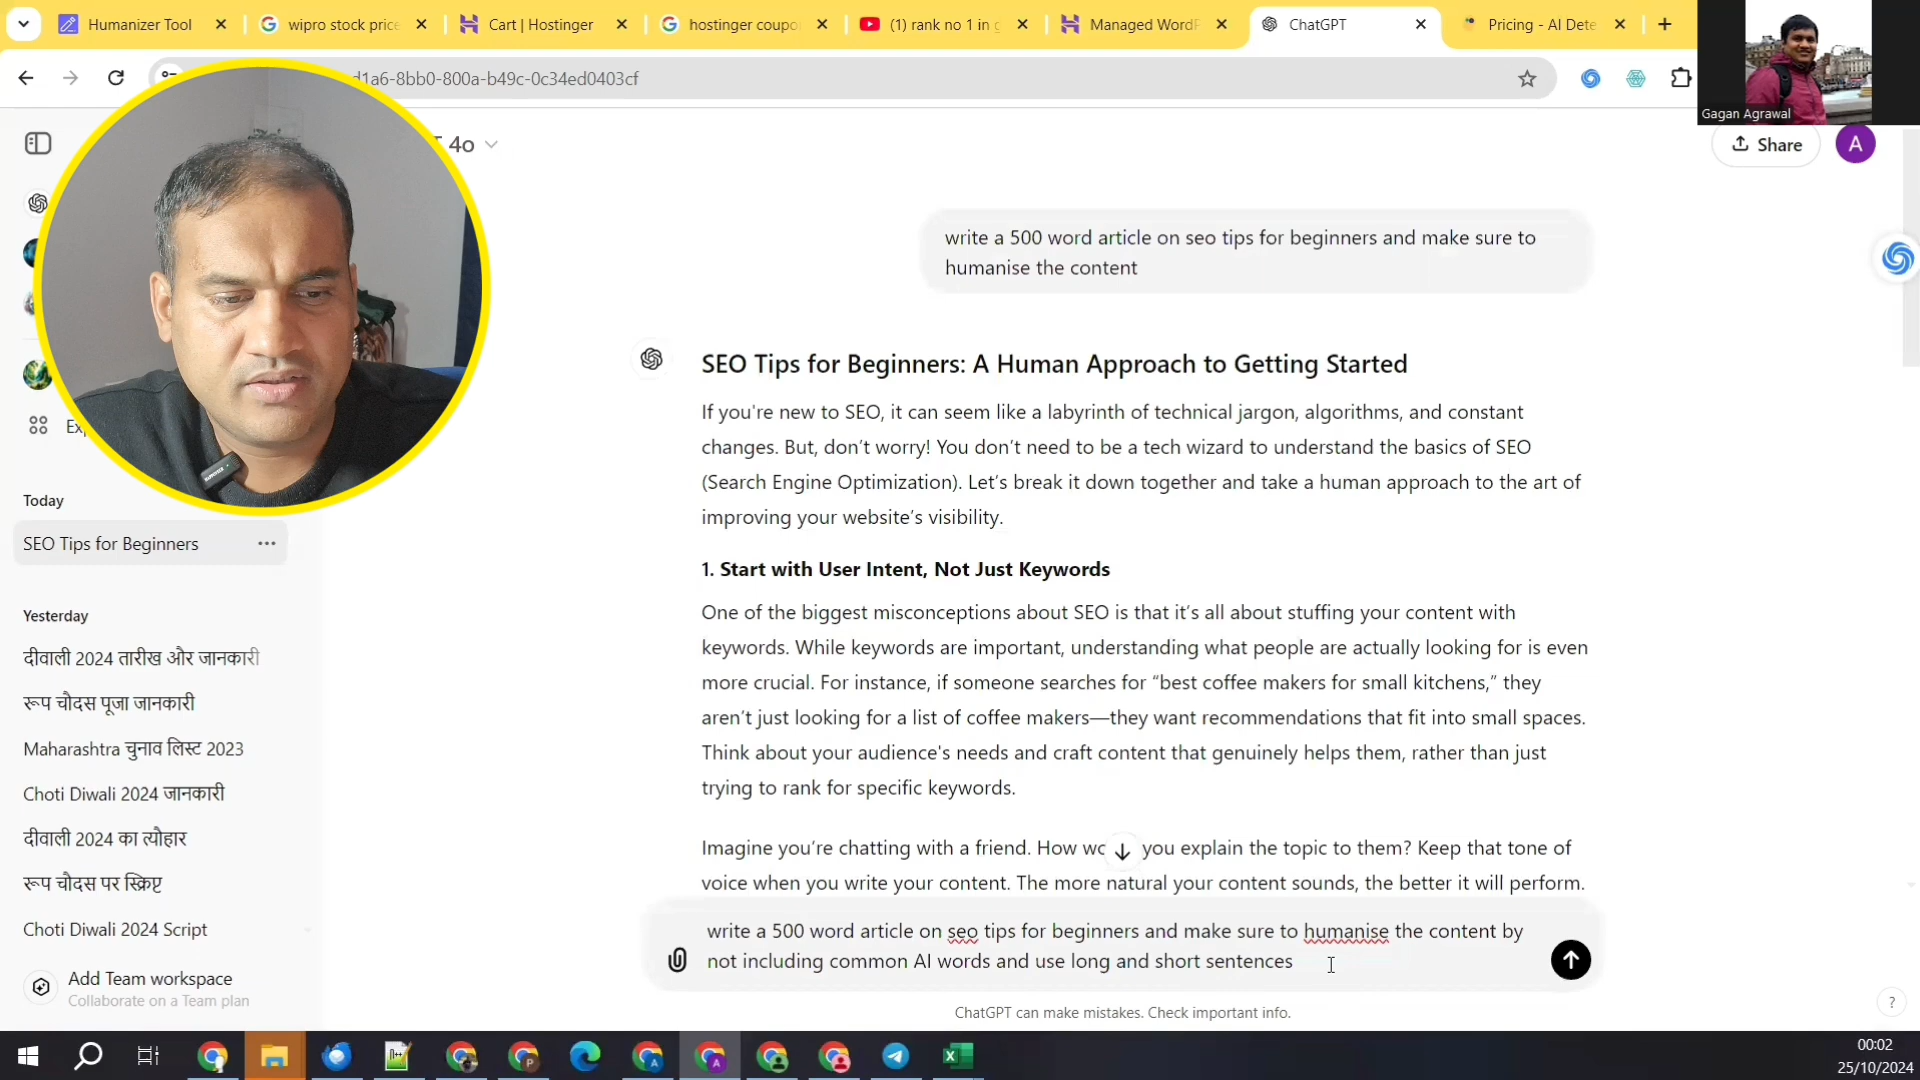 Humanizer Tool
wipro stock price
Cart | Hostinger
hostinger coupo
(1) rank no 1 in g
Managed WordP
ChatGPT
Pricing - AI Dete
d1a6-8bb0-800a-b49c-0c34ed0403cf
Gagan Agrawal
4o
Share
A
write a 500 word article on seo tips for beginners and make sure to
humanise the content
SEO Tips for Beginners: A Human Approach to Getting Started
If you're new to SEO, it can seem like a labyrinth of technical jargon, algorithms, and constant
changes. But, don’t worry! You don’t need to be a tech wizard to understand the basics of SEO
(Search Engine Optimization). Let’s break it down together and take a human approach to the art of
improving your website’s visibility.
1. Start with User Intent, Not Just Keywords
One of the biggest misconceptions about SEO is that it’s all about stuffing your content with
keywords. While keywords are important, understanding what people are actually looking for is even
more crucial. For instance, if someone searches for “best coffee makers for small kitchens,” they
aren’t just looking for a list of coffee makers—they want recommendations that fit into small spaces.
Think about your audience's needs and craft content that genuinely helps them, rather than just
trying to rank for specific keywords.
Imagine you’re chatting with a friend. How wo you explain the topic to them? Keep that tone of
voice when you write your content. The more natural your content sounds, the better it will perform.
write a 500 word article on seo tips for beginners and make sure to humanise the content by
not including common AI words and use long and short sentences
ChatGPT can make mistakes. Check important info.
?
Today
SEO Tips for Beginners
Yesterday
दीवाली 2024 तारीख और जानकारी
रूप चौदस पूजा जानकारी
Maharashtra चुनाव लिस्ट 2023
Choti Diwali 2024 जानकारी
दीवाली 2024 का त्यौहार
रूप चौदस पर स्क्रिप्ट
Choti Diwali 2024 Script
Add Team workspace
Collaborate on a Team plan
00:02
25/10/2024